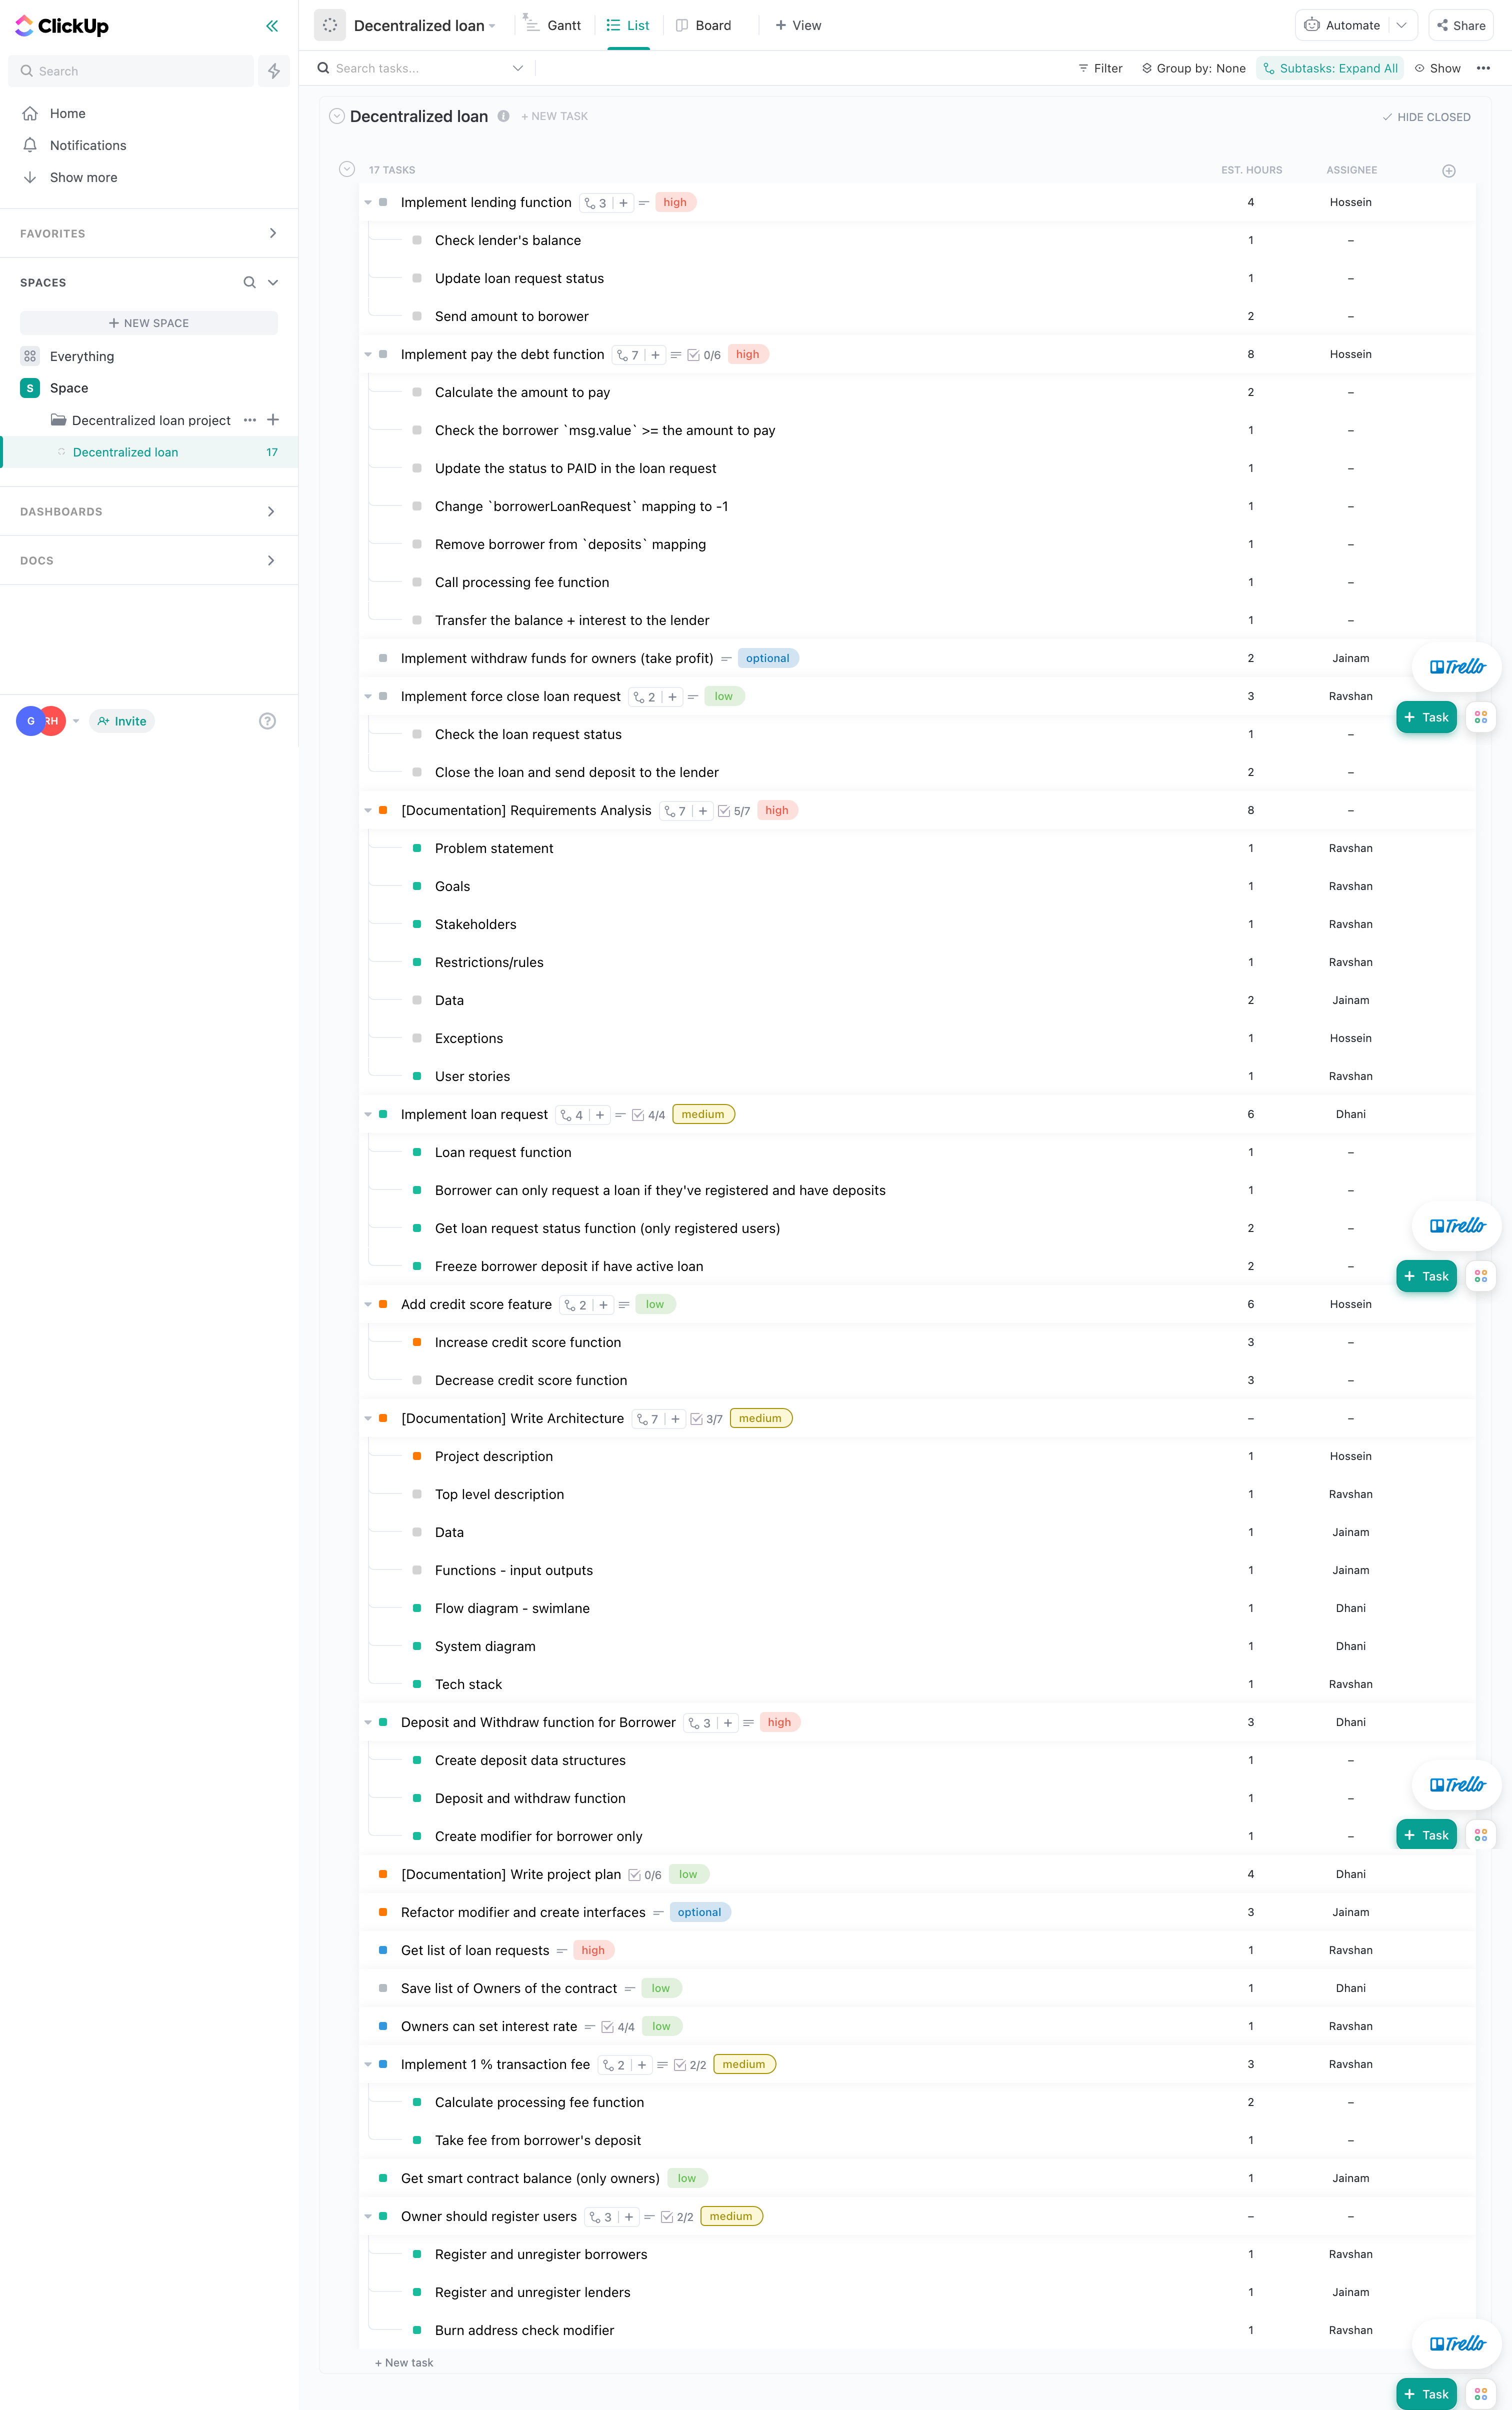 ClickUp
Search
Home
Notifications
Show more
FAVORITES
SPACES
+ NEW SPACE
Everything
S Space
Decentralized loan project
Decentralized loan 17
DASHBOARDS
DOCS
G RH Invite ?
Decentralized loan Gantt List Board + View Automate Share
Search tasks... Filter Group by: None Subtasks: Expand All Show
Decentralized loan + NEW TASK HIDE CLOSED
17 TASKS EST. HOURS ASSIGNEE
Implement lending function 3 + high 4 Hossein
Check lender's balance 1 –
Update loan request status 1 –
Send amount to borower 2 –
Implement pay the debt function 7 + 0/6 high 8 Hossein
Calculate the amount to pay 2 –
Check the borrower `msg.value` >= the amount to pay 1 –
Update the status to PAID in the loan request 1 –
Change `borrowerLoanRequest` mapping to -1 1 –
Remove borrower from `deposits` mapping 1 –
Call processing fee function 1 –
Transfer the balance + interest to the lender 1 –
Implement withdraw funds for owners (take profit) optional 2 Jainam
Trello
Implement force close loan request 2 + low 3 Ravshan
+ Task
Check the loan request status 1 –
Close the loan and send deposit to the lender 2 –
[Documentation] Requirements Analysis 7 + 5/7 high 8 –
Problem statement 1 Ravshan
Goals 1 Ravshan
Stakeholders 1 Ravshan
Restrictions/rules 1 Ravshan
Data 2 Jainam
Exceptions 1 Hossein
User stories 1 Ravshan
Implement loan request 4 + 4/4 medium 6 Dhani
Loan request function 1 –
Borrower can only request a loan if they've registered and have deposits 1 –
Get loan request status function (only registered users) 2 –
Trello
Freeze borrower deposit if have active loan 2 –
+ Task
Add credit score feature 2 + low 6 Hossein
Increase credit score function 3 –
Decrease credit score function 3 –
[Documentation] Write Architecture 7 + 3/7 medium – –
Project description 1 Hossein
Top level description 1 Ravshan
Data 1 Jainam
Functions - input outputs 1 Jainam
Flow diagram - swimlane 1 Dhani
System diagram 1 Dhani
Tech stack 1 Ravshan
Deposit and Withdraw function for Borrower 3 + high 3 Dhani
Create deposit data structures 1 –
Trello
Deposit and withdraw function 1 –
Create modifier for borrower only 1 –
+ Task
[Documentation] Write project plan 0/6 low 4 Dhani
Refactor modifier and create interfaces optional 3 Jainam
Get list of loan requests high 1 Ravshan
Save list of Owners of the contract low 1 Dhani
Owners can set interest rate 4/4 low 1 Ravshan
Implement 1 % transaction fee 2 + 2/2 medium 3 Ravshan
Calculate processing fee function 2 –
Take fee from borrower's deposit 1 –
Get smart contract balance (only owners) low 1 Jainam
Owner should register users 3 + 2/2 medium – –
Register and unregister borrowers 1 Ravshan
Register and unregister lenders 1 Jainam
Burn address check modifier 1 Ravshan
Trello
+ New task
+ Task